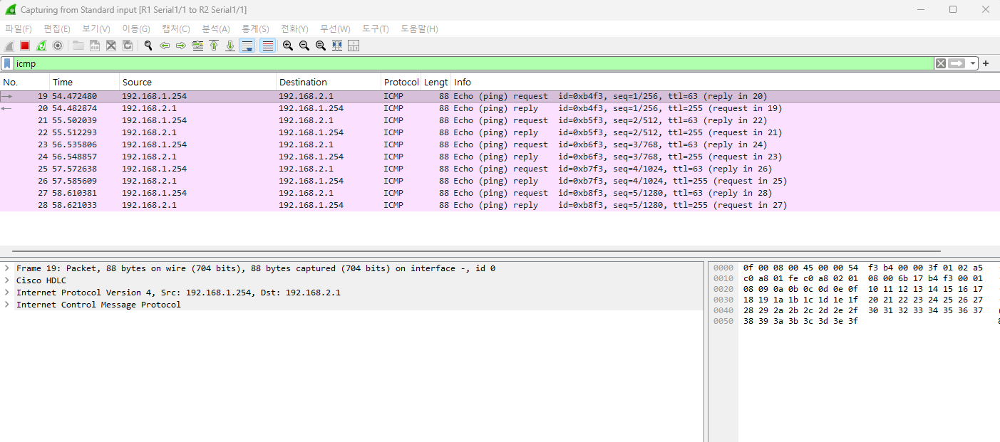 Capturing from Standard input [R1 Serial1/1 to R2 Serial1/1]
파일(F) 편집(E) 보기(V) 이동(G) 캡처(C) 분석(A) 통계(S) 전화(Y) 무선(W) 도구(T) 도움말(H)
icmp
No. Time Source Destination Protocol Lengt Info
19 54.472480 192.168.1.254 192.168.2.1 ICMP 88 Echo (ping) request id=0xb4f3, seq=1/256, ttl=63 (reply in 20)
20 54.482874 192.168.2.1 192.168.1.254 ICMP 88 Echo (ping) reply id=0xb4f3, seq=1/256, ttl=255 (request in 19)
21 55.502039 192.168.1.254 192.168.2.1 ICMP 88 Echo (ping) request id=0xb5f3, seq=2/512, ttl=63 (reply in 22)
22 55.512293 192.168.2.1 192.168.1.254 ICMP 88 Echo (ping) reply id=0xb5f3, seq=2/512, ttl=255 (request in 21)
23 56.535806 192.168.1.254 192.168.2.1 ICMP 88 Echo (ping) request id=0xb6f3, seq=3/768, ttl=63 (reply in 24)
24 56.548857 192.168.2.1 192.168.1.254 ICMP 88 Echo (ping) reply id=0xb6f3, seq=3/768, ttl=255 (request in 23)
25 57.572638 192.168.1.254 192.168.2.1 ICMP 88 Echo (ping) request id=0xb7f3, seq=4/1024, ttl=63 (reply in 26)
26 57.585609 192.168.2.1 192.168.1.254 ICMP 88 Echo (ping) reply id=0xb7f3, seq=4/1024, ttl=255 (request in 25)
27 58.610381 192.168.1.254 192.168.2.1 ICMP 88 Echo (ping) request id=0xb8f3, seq=5/1280, ttl=63 (reply in 28)
28 58.621033 192.168.2.1 192.168.1.254 ICMP 88 Echo (ping) reply id=0xb8f3, seq=5/1280, ttl=255 (request in 27)
Frame 19: Packet, 88 bytes on wire (704 bits), 88 bytes captured (704 bits) on interface -, id 0
Cisco HDLC
Internet Protocol Version 4, Src: 192.168.1.254, Dst: 192.168.2.1
Internet Control Message Protocol
0000 0f 00 08 00 45 00 00 54 f3 b4 00 00 3f 01 02 a5
0010 c0 a8 01 fe c0 a8 02 01 08 00 6b 17 b4 f3 00 01
0020 08 09 0a 0b 0c 0d 0e 0f 10 11 12 13 14 15 16 17
0030 18 19 1a 1b 1c 1d 1e 1f 20 21 22 23 24 25 26 27
0040 28 29 2a 2b 2c 2d 2e 2f 30 31 32 33 34 35 36 37
0050 38 39 3a 3b 3c 3d 3e 3f